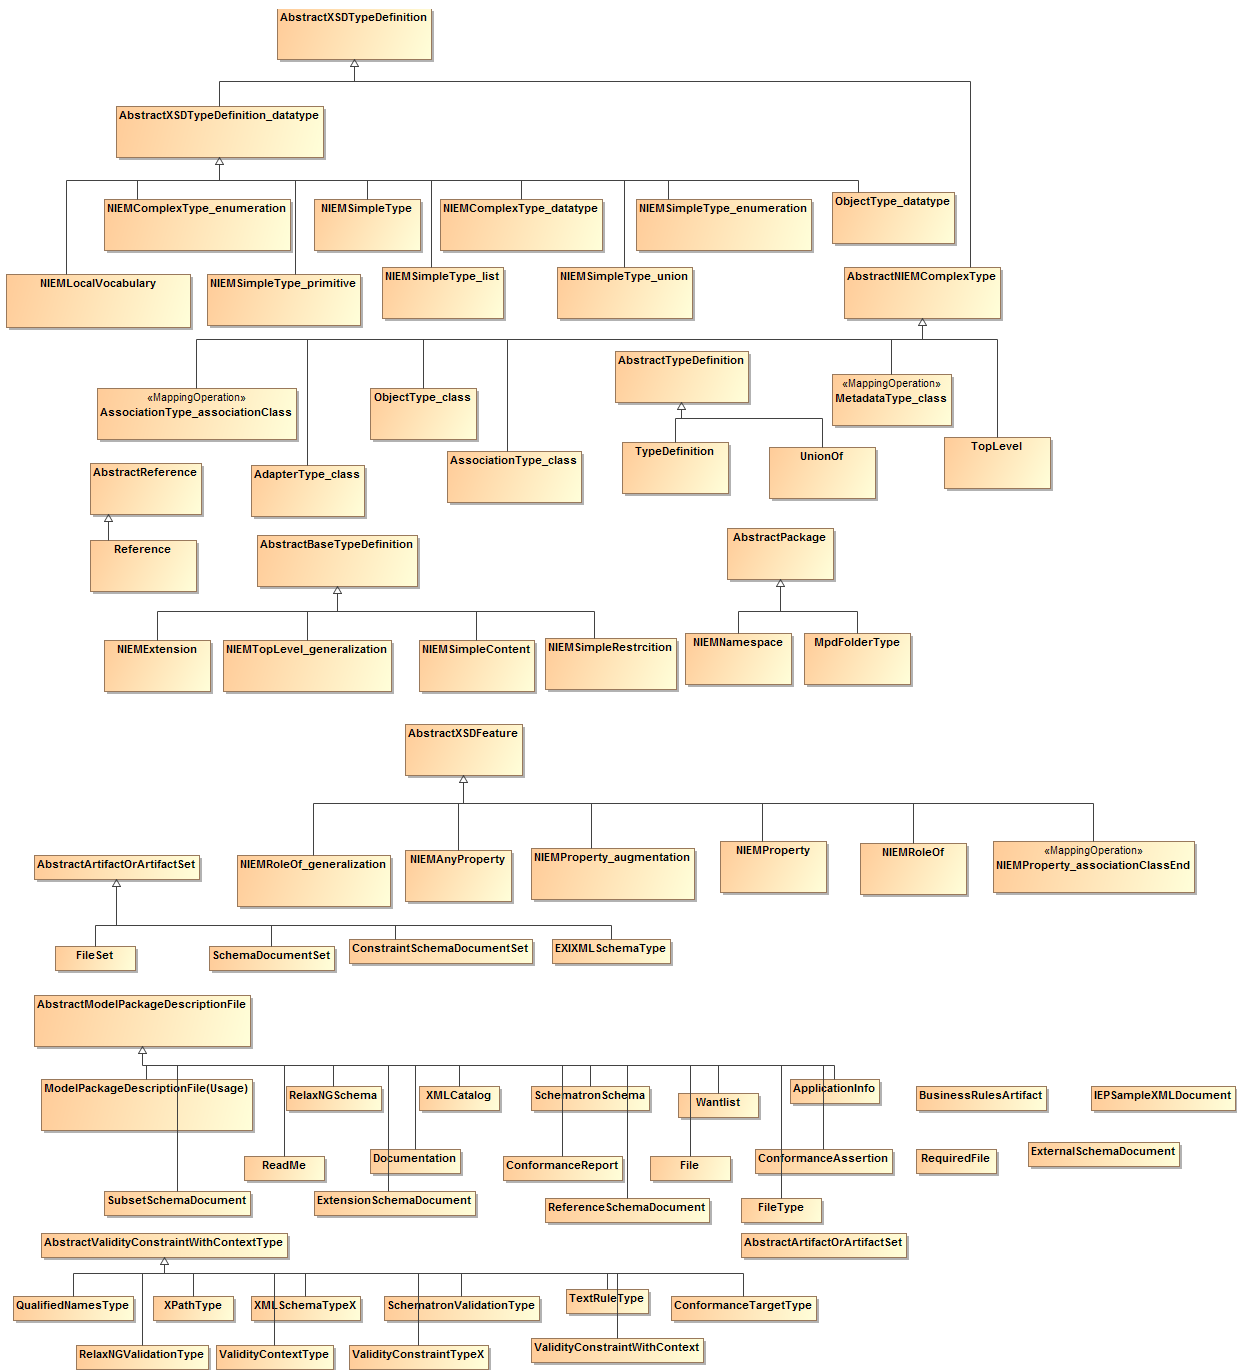 AbstractXSDTypeDefinition
AbstractXSDTypeDefinition_datatype
NIEMComplexType_enumeration
NIEMSimpleType
NIEMComplexType_datatype
NIEMSimpleType_enumeration
ObjectType_datatype
NIEMLocalVocabulary
NIEMSimpleType_primitive
NIEMSimpleType_list
NIEMSimpleType_union
AbstractNIEMComplexType
«MappingOperation»
AssociationType_associationClass
ObjectType_class
AbstractTypeDefinition
«MappingOperation»
MetadataType_class
AbstractReference
AdapterType_class
AssociationType_class
TypeDefinition
UnionOf
TopLevel
Reference
AbstractBaseTypeDefinition
AbstractPackage
NIEMExtension
NIEMTopLevel_generalization
NIEMSimpleContent
NIEMSimpleRestrcition
NIEMNamespace
MpdFolderType
AbstractXSDFeature
AbstractArtifactOrArtifactSet
NIEMRoleOf_generalization
NIEMAnyProperty
NIEMProperty_augmentation
NIEMProperty
NIEMRoleOf
«MappingOperation»
NIEMProperty_associationClassEnd
FileSet
SchemaDocumentSet
ConstraintSchemaDocumentSet
EXIXMLSchemaType
AbstractModelPackageDescriptionFile
ModelPackageDescriptionFile(Usage)
RelaxNGSchema
XMLCatalog
SchematronSchema
Wantlist
ApplicationInfo
BusinessRulesArtifact
IEPSampleXMLDocument
ReadMe
Documentation
ConformanceReport
File
ConformanceAssertion
RequiredFile
ExternalSchemaDocument
SubsetSchemaDocument
ExtensionSchemaDocument
ReferenceSchemaDocument
FileType
AbstractValidityConstraintWithContextType
AbstractArtifactOrArtifactSet
QualifiedNamesType
XPathType
XMLSchemaTypeX
SchematronValidationType
TextRuleType
ConformanceTargetType
RelaxNGValidationType
ValidityContextType
ValidityConstraintTypeX
ValidityConstraintWithContext